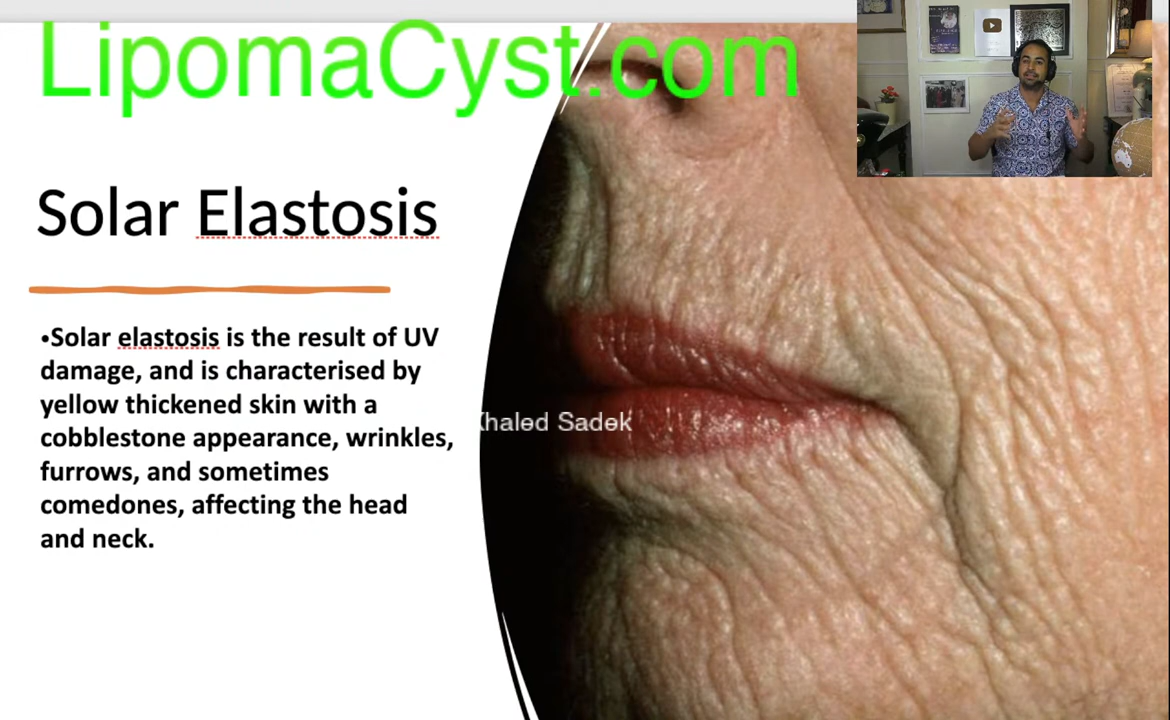 LipomaCyst.com
Solar Elastosis
•Solar elastosis is the result of UV
damage, and is characterised by
yellow thickened skin with a
cobblestone appearance, wrinkles,
Khaled Sadek
furrows, and sometimes
comedones, affecting the head
and neck.